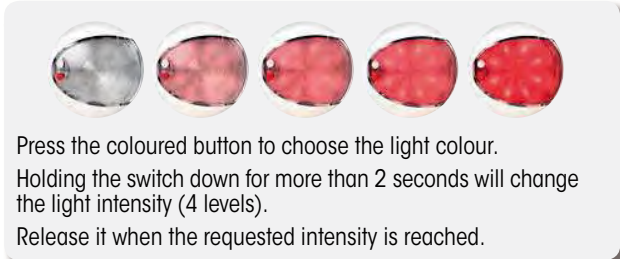 Press the coloured button to choose the light colour.
Holding the switch down for more than 2 seconds will change
the light intensity (4 levels).
Release it when the requested intensity is reached.